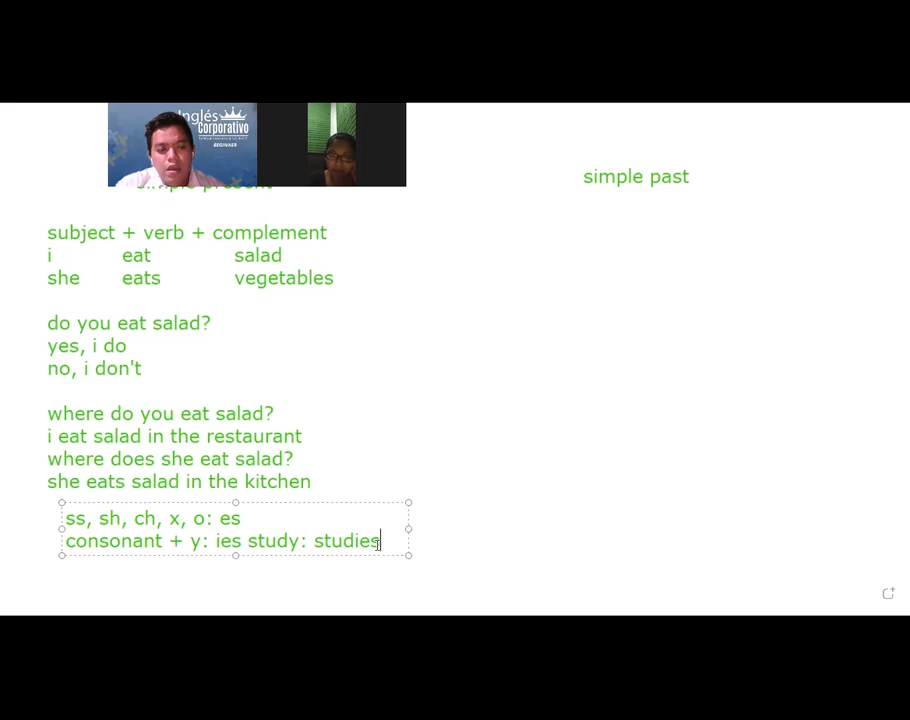 Inglés
Corporativo
BEGINNER
simple present
simple past
subject + verb + complement
i eat salad
she eats vegetables
do you eat salad?
yes, i do
no, i don't
where do you eat salad?
i eat salad in the restaurant
where does she eat salad?
she eats salad in the kitchen
ss, sh, ch, x, o: es
consonant + y: ies study: studies